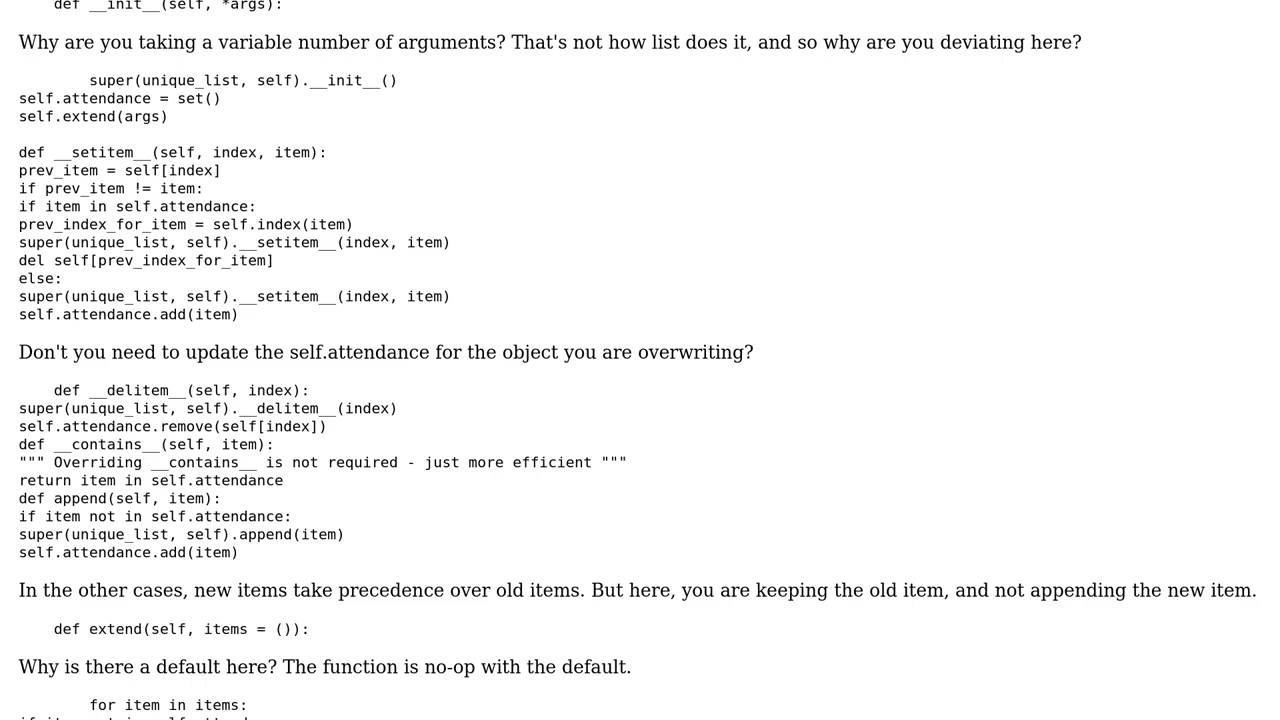 def __init__(self, *args):
Why are you taking a variable number of arguments? That's not how list does it, and so why are you deviating here?
super(unique_list, self).__init__()
self.attendance = set()
self.extend(args)
def __setitem__(self, index, item):
prev_item = self[index]
if prev_item != item:
if item in self.attendance:
prev_index_for_item = self.index(item)
super(unique_list, self).__setitem__(index, item)
del self[prev_index_for_item]
else:
super(unique_list, self).__setitem__(index, item)
self.attendance.add(item)
Don't you need to update the self.attendance for the object you are overwriting?
def __delitem__(self, index):
super(unique_list, self).__delitem__(index)
self.attendance.remove(self[index])
def __contains__(self, item):
""" Overriding __contains__ is not required - just more efficient """
return item in self.attendance
def append(self, item):
if item not in self.attendance:
super(unique_list, self).append(item)
self.attendance.add(item)
In the other cases, new items take precedence over old items. But here, you are keeping the old item, and not appending the new item.
def extend(self, items = ()):
Why is there a default here? The function is no-op with the default.
for item in items: